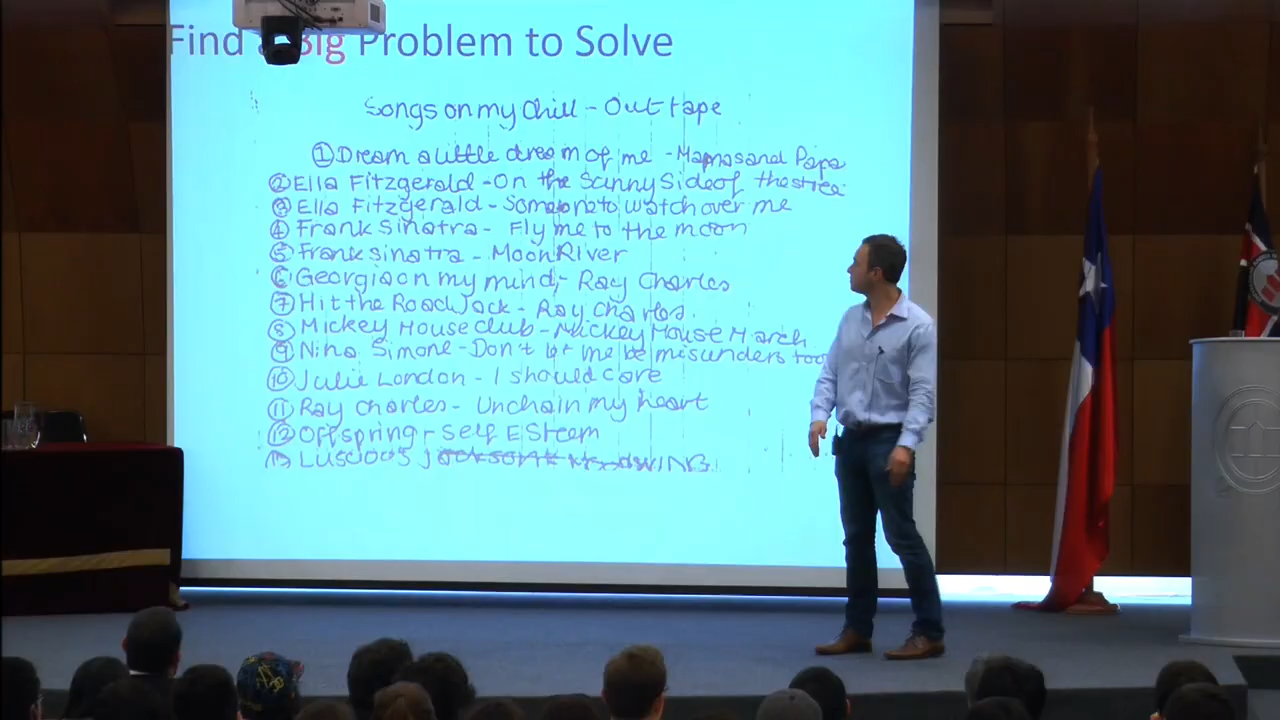 Find a Big Problem to Solve
Songs on my Chill-Out tape
① Dream a little dream of me - Mamas and Papa
② Ella Fitzgerald - On the Sunny Side of the stree
③ Ella Fitzgerald - Someone to watch over me
④ Frank Sinatra - Fly me to the moon
⑤ Frank sinatra - Moon River
⑥ Georgia on my mind - Ray Charles
⑦ Hit the Road Jack - Ray Charles.
⑧ Mickey House club - Mickey Mouse March
⑨ Nina Simone - Don't let me be misunderstoo
⑩ Julie London - I should care
⑪ Ray Charles - Unchain my heart
⑫ Offspring - Self ESteem
⑬ LUSCIOUS